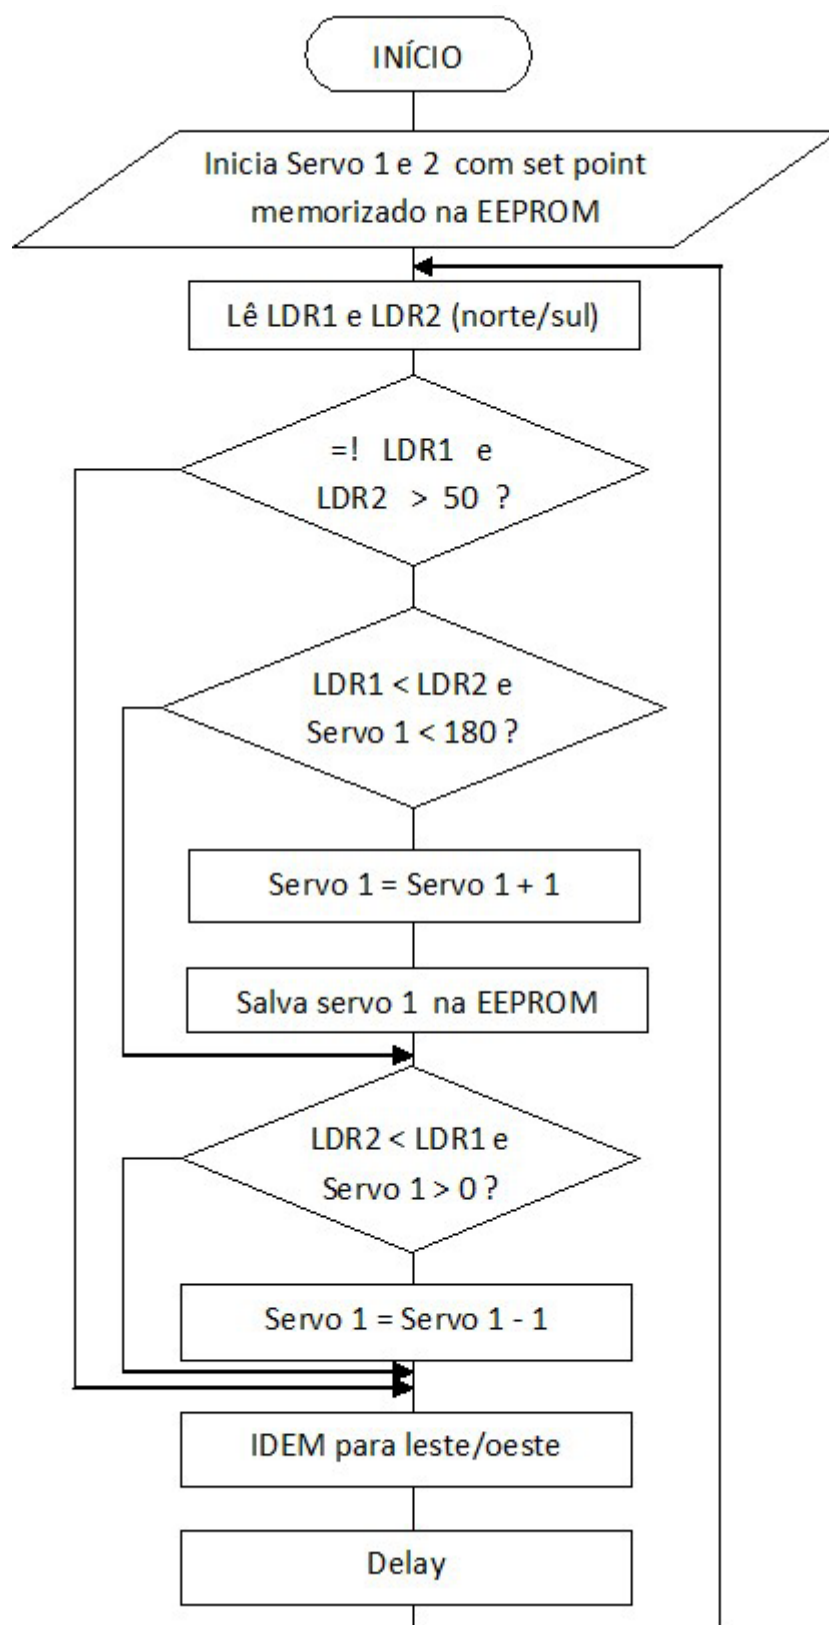 INÍCIO
Inicia Servo 1 e 2 com set point
memorizado na EEPROM
Lê LDR1 e LDR2 (norte/sul)
=! LDR1 e
LDR2 > 50 ?
LDR1 < LDR2 e
Servo 1 < 180 ?
Servo 1 = Servo 1 + 1
Salva servo 1 na EEPROM
LDR2 < LDR1 e
Servo 1 > 0 ?
Servo 1 = Servo 1 - 1
IDEM para leste/oeste
Delay